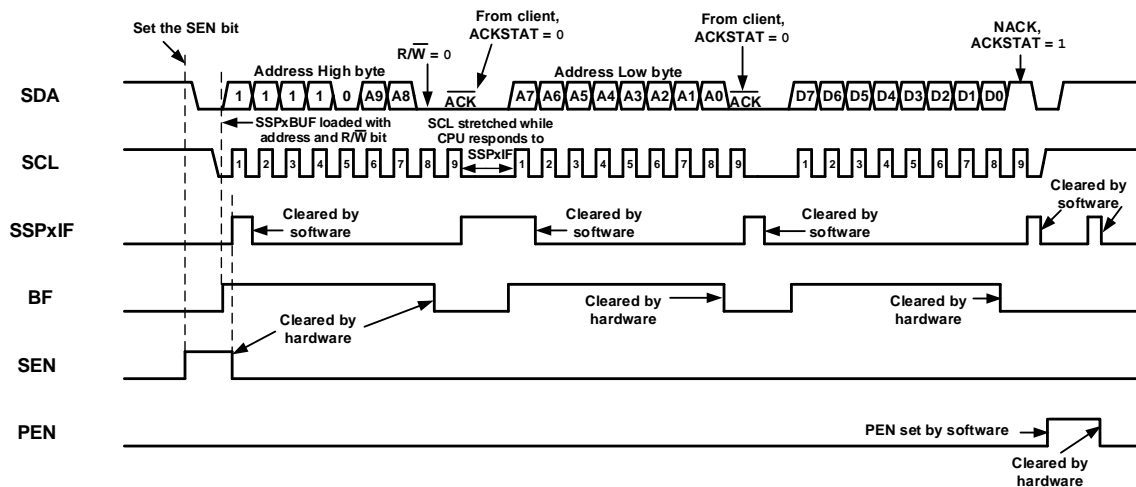 Set the SEN bit
R/W = 0
From client,
ACKSTAT = 0
From client,
ACKSTAT = 0
NACK,
ACKSTAT = 1
SDA
Address High byte
1 1 1 1 0 A9 A8
ACK
Address Low byte
A7 A6 A5 A4 A3 A2 A1 A0
ACK
D7 D6 D5 D4 D3 D2 D1 D0
SSPxBUF loaded with
address and R/W bit
SCL stretched while
CPU responds to
SSPxIF
SCL
1 2 3 4 5 6 7 8 9
1 2 3 4 5 6 7 8 9
1 2 3 4 5 6 7 8 9
SSPxIF
Cleared by
software
Cleared by
software
Cleared by
software
Cleared by
software
BF
Cleared by
hardware
Cleared by
hardware
Cleared by
hardware
SEN
PEN
PEN set by software
Cleared by
hardware